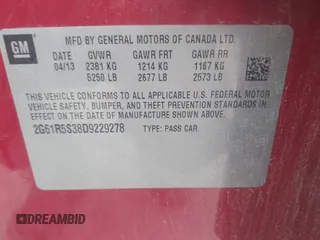 GM
MFD BY GENERAL MOTORS OF CANADA LTD.
DATE GVWR GAWR FRT GAWR RR
04/13 2381 KG 1214 KG 1167 KG
5250 LB 2677 LB 2573 LB
THIS VEHICLE CONFORMS TO ALL APPLICABLE U.S. FEDERAL MOTOR
VEHICLE SAFETY, BUMPER, AND THEFT PREVENTION STANDARDS
IN EFFECT ON THE DATE OF MANUFACTURE SHOWN ABOVE.
2G61R5S38D9229278 TYPE: PASS CAR
DREAMBID